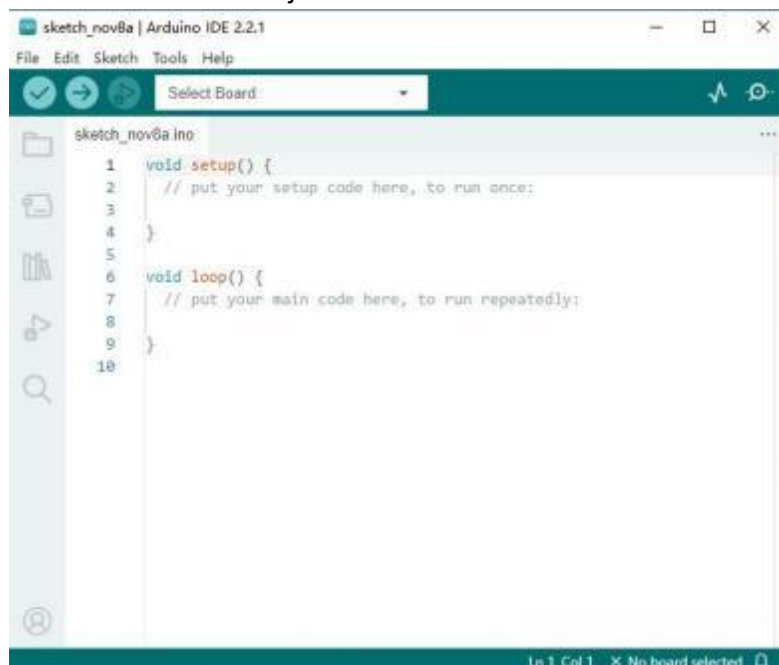 sketch_nov8a | Arduino IDE 2.2.1
File Edit Sketch Tools Help
Select Board
sketch_nov8a.ino
1 void setup() {
2 // put your setup code here, to run once:
3
4 }
5
6 void loop() {
7 // put your main code here, to run repeatedly:
8
9 }
10
Ln 1, Col 1 × No board selected